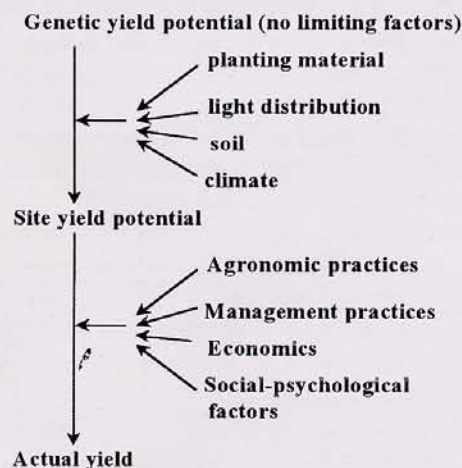 Genetic yield potential (no limiting factors)
planting material
light distribution
soil
climate
Site yield potential
Agronomic practices
Management practices
Economics
Social-psychological
factors
Actual yield